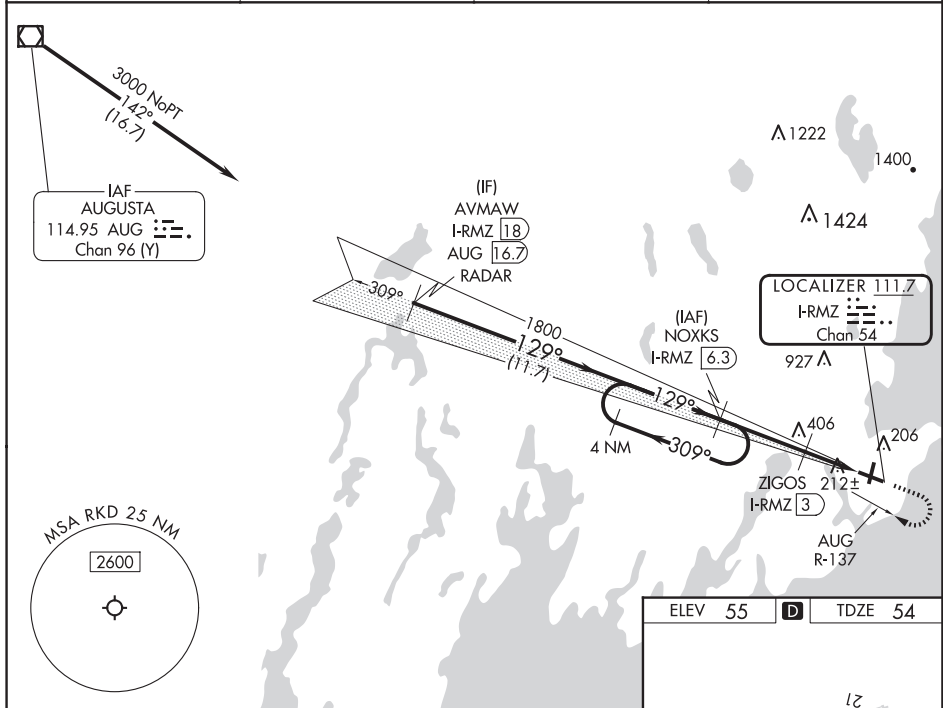 3000 NoPT
142°
(16.7)
IAF
AUGUSTA
114.95 AUG
Chan 96 (Y)
1222
1400
1424
(IF)
AVMAW
I-RMZ 18
AUG 16.7
RADAR
309°
1800
129°
(11.7)
(IAF)
NOXKS
I-RMZ 6.3
LOCALIZER 111.7
I-RMZ
Chan 54
927
129°
406
206
4 NM
309°
ZIGOS
I-RMZ 3
212±
AUG
R-137
MSA RKD 25 NM
2600
ELEV 55 D TDZE 54
21